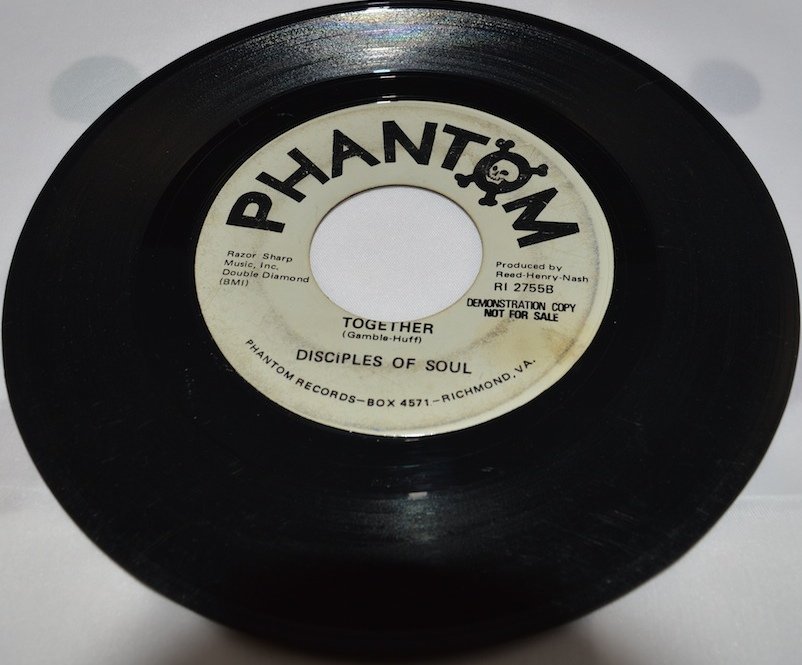 PHANTOM
Razor Sharp
Music, Inc.
Double Diamond
(BMI)
Produced by
Reed-Henry-Nash
RI 2755B
DEMONSTRATION COPY
NOT FOR SALE
TOGETHER
(Gamble-Huff)
DISCiPLES OF SOUL
PHANTOM RECORDS—BOX 4571—RICHMOND, VA.